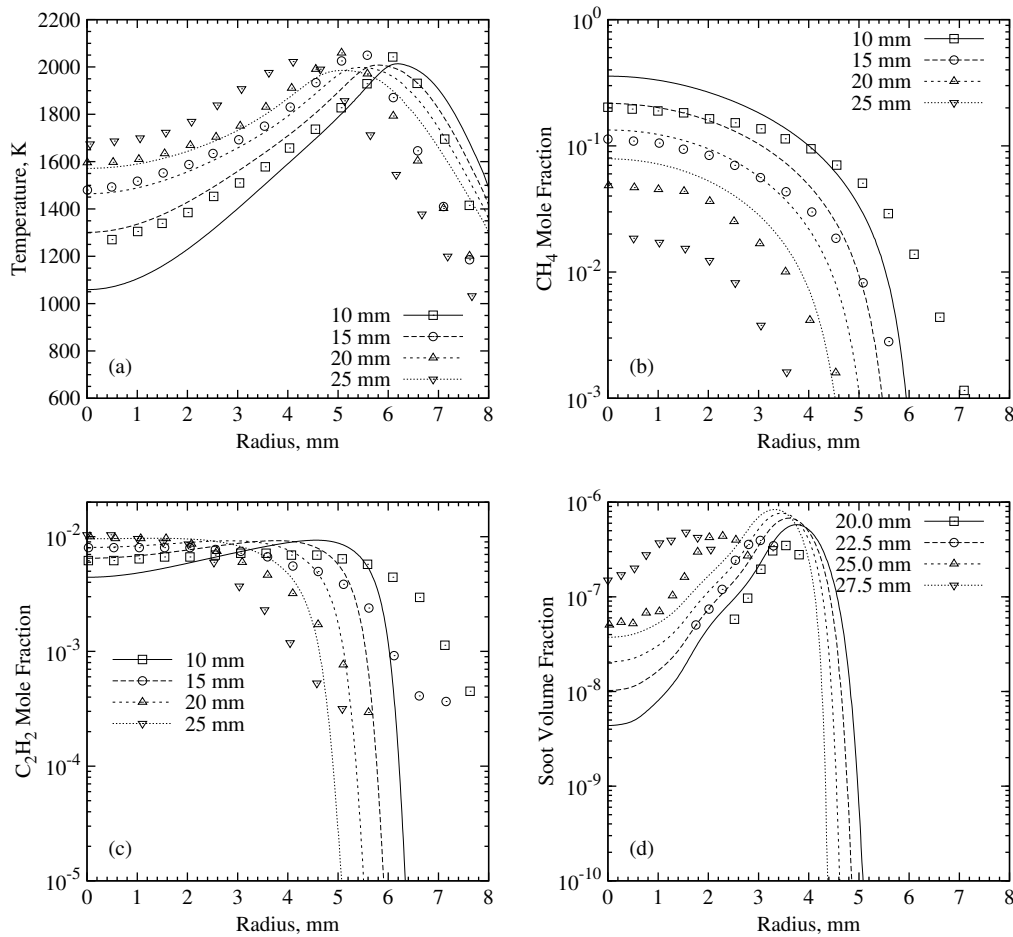 2200
2000
1800
1600
1400
1200
1000
800
600
0 1 2 3 4 5 6 7 8
Temperature, K
Radius, mm
(a)
10 mm
15 mm
20 mm
25 mm
10⁰
10⁻¹
10⁻²
10⁻³
0 1 2 3 4 5 6 7 8
CH₄ Mole Fraction
Radius, mm
(b)
10 mm
15 mm
20 mm
25 mm
10⁻²
10⁻³
10⁻⁴
10⁻⁵
0 1 2 3 4 5 6 7 8
C₂H₂ Mole Fraction
Radius, mm
(c)
10 mm
15 mm
20 mm
25 mm
10⁻⁶
10⁻⁷
10⁻⁸
10⁻⁹
10⁻¹⁰
0 1 2 3 4 5 6 7 8
Soot Volume Fraction
Radius, mm
(d)
20.0 mm
22.5 mm
25.0 mm
27.5 mm